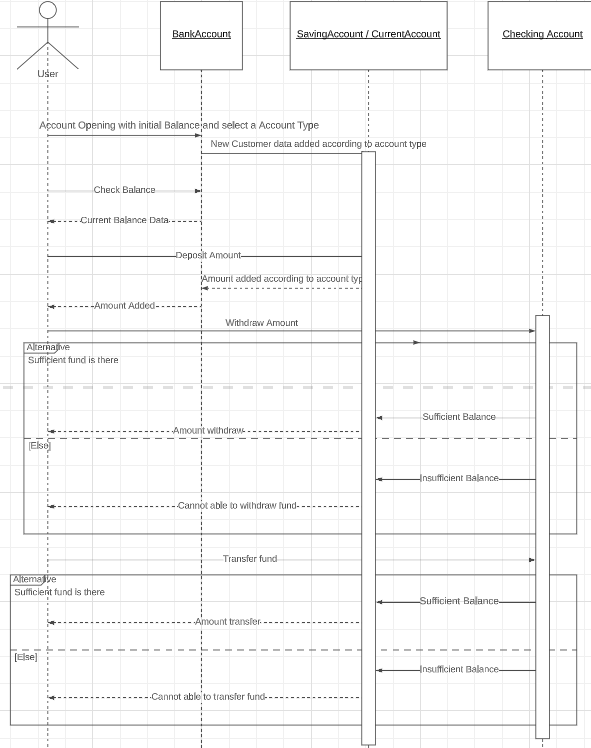 BankAccount
SavingAccount / CurrentAccount
Checking Account
User
Account Opening with initial Balance and select a Account Type
New Customer data added according to account type
Check Balance
Current Balance Data
Deposit Amount
Amount added according to account typ
Amount Added
Withdraw Amount
Alternative
Sufficient fund is there
Sufficient Balance
Amount withdraw
[Else]
Insufficient Balance
Cannot able to withdraw fund
Transfer fund
Alternative
Sufficient fund is there
Sufficient Balance
Amount transfer
[Else]
Insufficient Balance
Cannot able to transfer fund